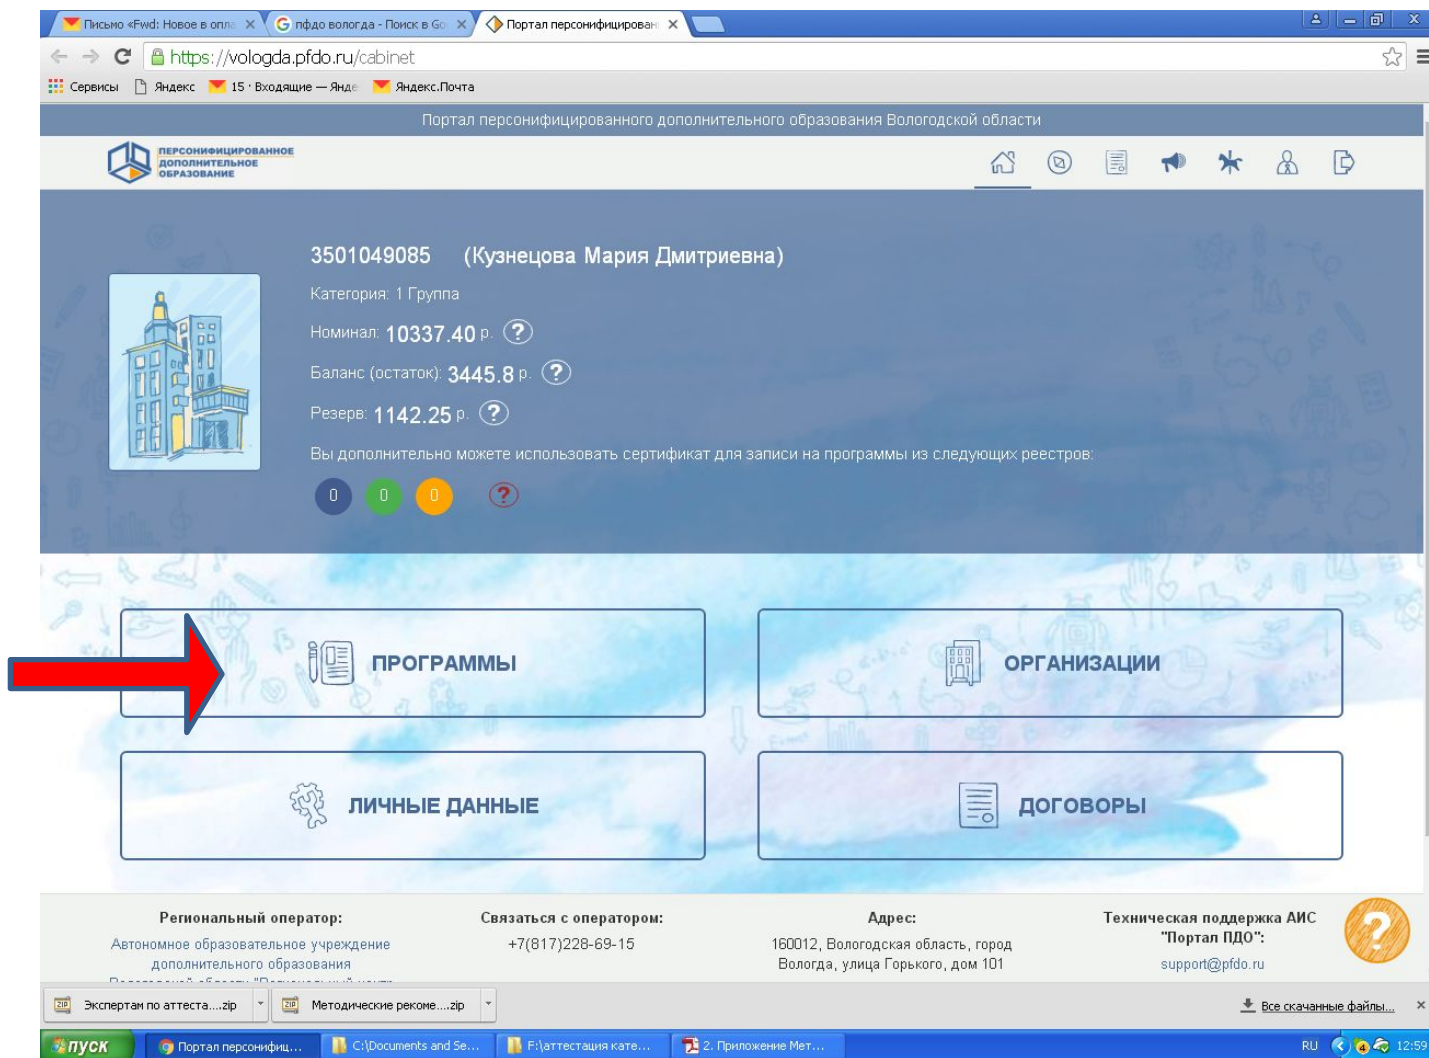 Письмо «Fwd: Новое в опла
пфдо вологда - Поиск в Go
Портал персонифицирован
https://vologda.pfdo.ru/cabinet
Сервисы Яндекс 15 · Входящие — Янде Яндекс.Почта
Портал персонифицированного дополнительного образования Вологодской области
ПЕРСОНИФИЦИРОВАННОЕ
ДОПОЛНИТЕЛЬНОЕ
ОБРАЗОВАНИЕ
3501049085 (Кузнецова Мария Дмитриевна)
Категория: 1 Группа
Номинал: 10337.40 р. ?
Баланс (остаток): 3445.8 р. ?
Резерв: 1142.25 р. ?
Вы дополнительно можете использовать сертификат для записи на программы из следующих реестров:
0 0 0 ?
ПРОГРАММЫ
ОРГАНИЗАЦИИ
ЛИЧНЫЕ ДАННЫЕ
ДОГОВОРЫ
Региональный оператор:
Автономное образовательное учреждение
дополнительного образования
Вологодской области "Региональный центр
Связаться с оператором:
+7(817)228-69-15
Адрес:
160012, Вологодская область, город
Вологда, улица Горького, дом 101
Техническая поддержка АИС
"Портал ПДО":
support@pfdo.ru
?
Экспертам по аттеста....zip
Методические рекоме....zip
Все скачанные файлы...
пуск
Портал персонифиц...
C:\Documents and Se...
F:\аттестация кате...
2. Приложение Мет...
RU
12:59